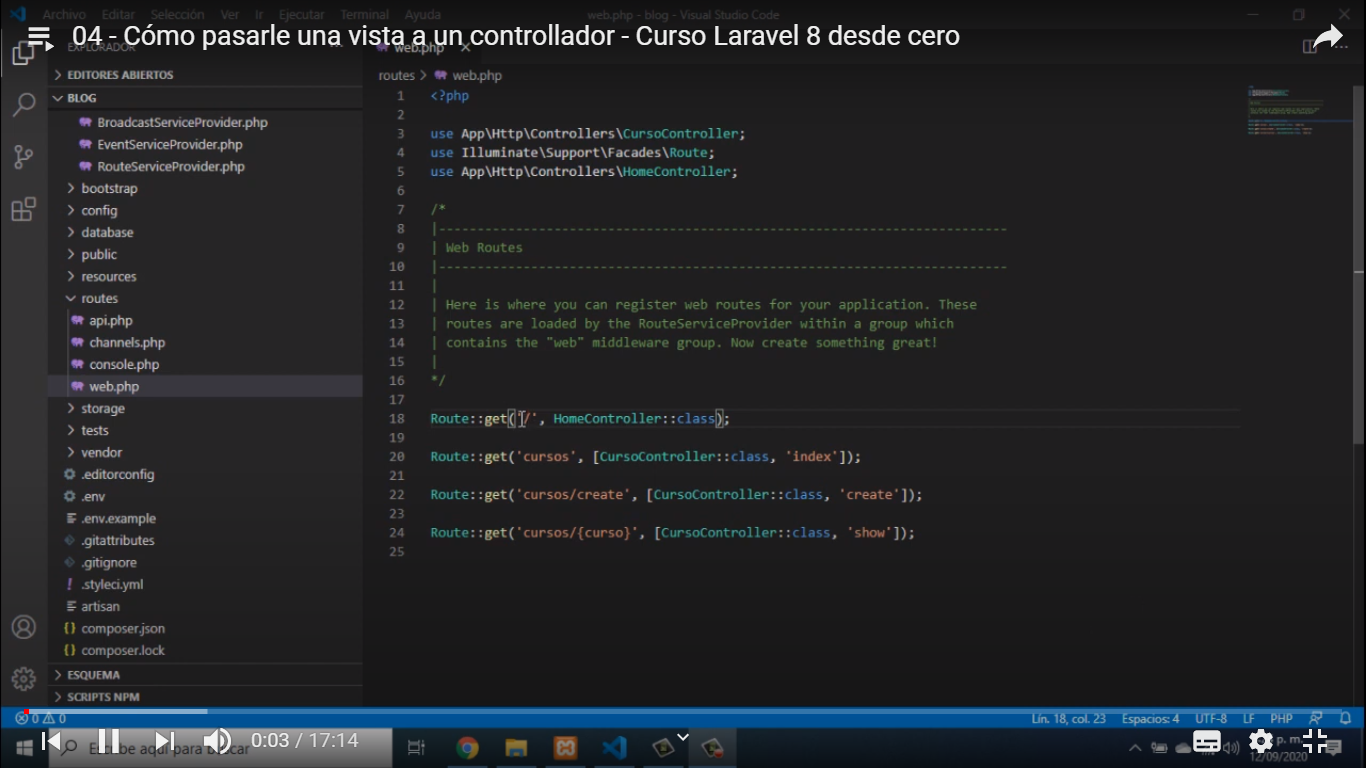 Archivo Editar Selección Ver Ir Ejecutar Terminal Ayuda
web.php - blog - Visual Studio Code
04 - Cómo pasarle una vista a un controllador - Curso Laravel 8 desde cero
EXPLORADOR
web.php
EDITORES ABIERTOS
BLOG
BroadcastServiceProvider.php
EventServiceProvider.php
RouteServiceProvider.php
bootstrap
config
database
public
resources
routes
api.php
channels.php
console.php
web.php
storage
tests
vendor
.editorconfig
.env
.env.example
.gitattributes
.gitignore
.styleci.yml
artisan
composer.json
composer.lock
ESQUEMA
SCRIPTS NPM
routes > web.php
1 <?php
2
3 use App\Http\Controllers\CursoController;
4 use Illuminate\Support\Facades\Route;
5 use App\Http\Controllers\HomeController;
6
7 /*
8 |--------------------------------------------------------------------------
9 | Web Routes
10 |--------------------------------------------------------------------------
11 |
12 | Here is where you can register web routes for your application. These
13 | routes are loaded by the RouteServiceProvider within a group which
14 | contains the "web" middleware group. Now create something great!
15 |
16 */
17
18 Route::get('/', HomeController::class);
19
20 Route::get('cursos', [CursoController::class, 'index']);
21
22 Route::get('cursos/create', [CursoController::class, 'create']);
23
24 Route::get('cursos/{curso}', [CursoController::class, 'show']);
25
0 0
Lín. 18, col. 23 Espacios: 4 UTF-8 LF PHP
Escribe aquí para buscar
0:03 / 17:14
p. m.
12/09/2020